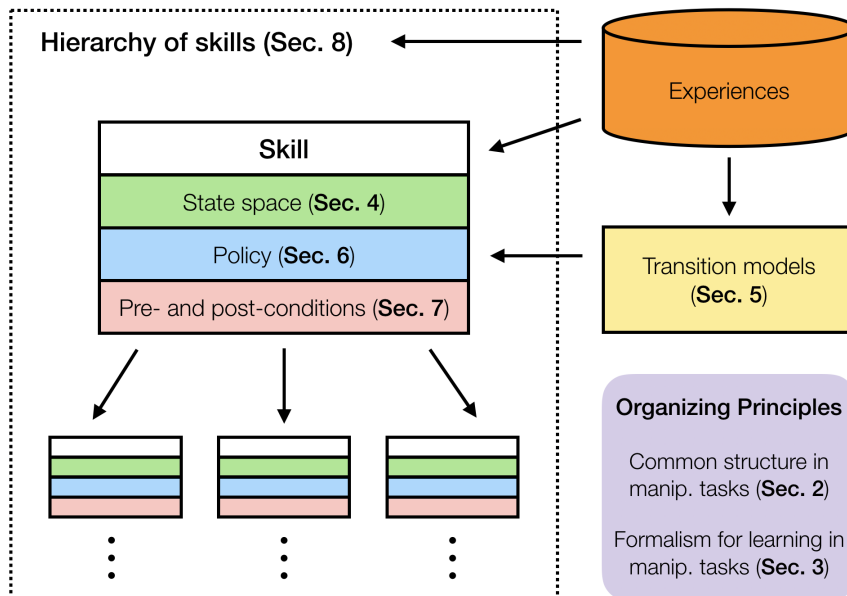 Hierarchy of skills (Sec. 8)
Experiences
Skill
State space (Sec. 4)
Policy (Sec. 6)
Pre- and post-conditions (Sec. 7)
Transition models
(Sec. 5)
Organizing Principles
Common structure in
manip. tasks (Sec. 2)
Formalism for learning in
manip. tasks (Sec. 3)